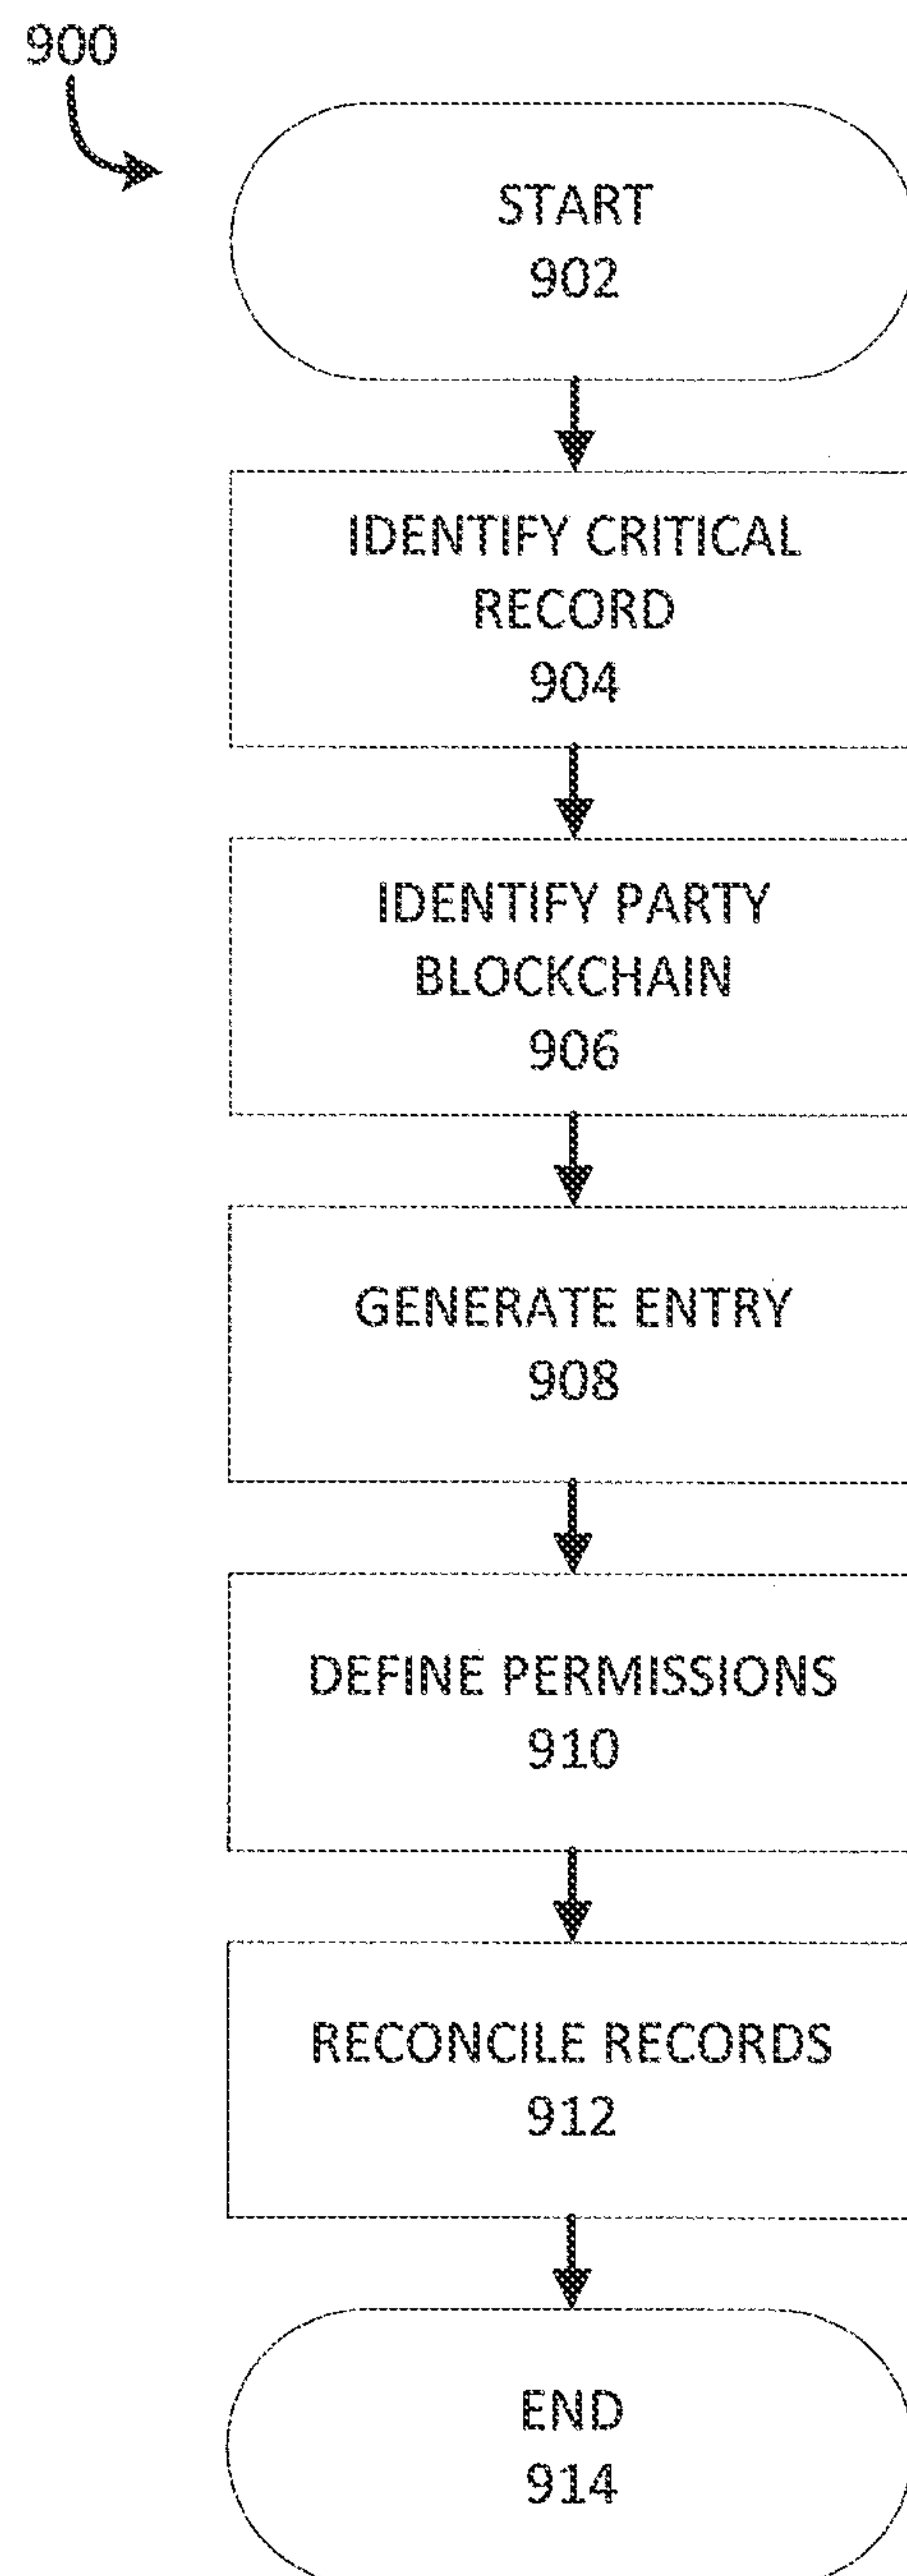 900
START
902
IDENTIFY CRITICAL
RECORD
904
IDENTIFY PARTY
BLOCKCHAIN
906
GENERATE ENTRY
908
DEFINE PERMISSIONS
910
RECONCILE RECORDS
912
END
914